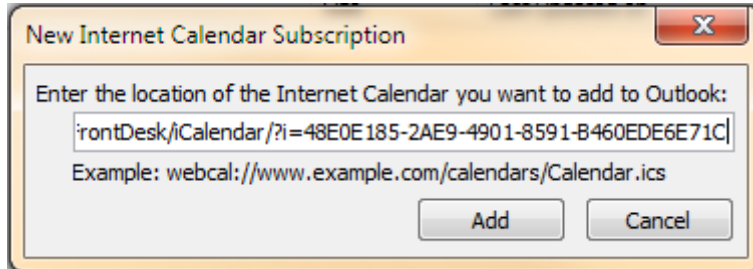 New Internet Calendar Subscription
Enter the location of the Internet Calendar you want to add to Outlook:
rontDesk/iCalendar/?i=48E0E185-2AE9-4901-8591-B460EDE6E71C
Example: webcal://www.example.com/calendars/Calendar.ics
Add Cancel